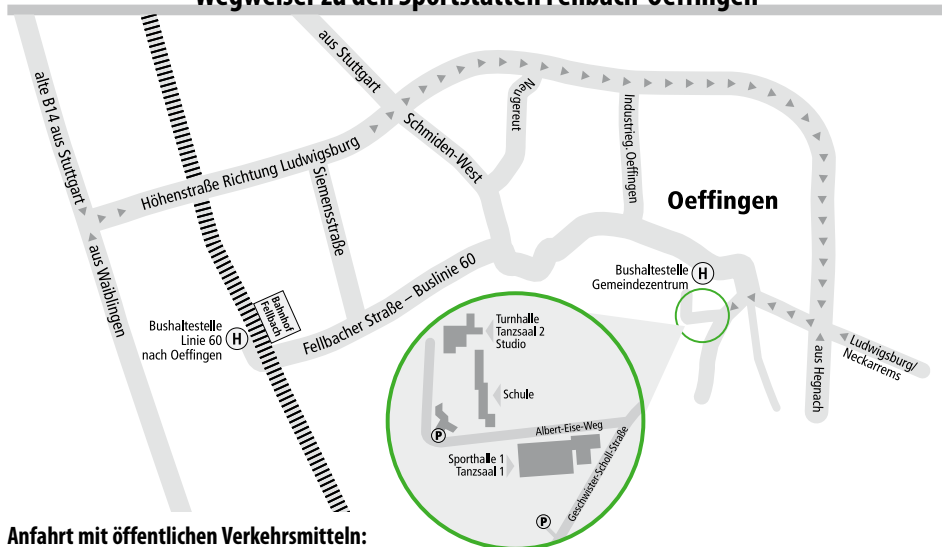 Wegweiser zu den Sportstätten Fellbach-Oeffingen
alte B14 aus Stuttgart
aus Stuttgart
Neugereut
Industrieg. Oeffingen
Schmiden-West
Höhenstraße Richtung Ludwigsburg
Siemensstraße
Oeffingen
aus Waiblingen
Bushaltestelle
Gemeindezentrum
H
Fellbacher Straße – Buslinie 60
Bahnhof
Fellbach
Bushaltestelle
Linie 60
nach Oeffingen
H
Turnhalle
Tanzsaal 2
Studio
Schule
Ludwigsburg/
Neckarrems
aus Hegnach
P
Albert-Eise-Weg
Sporthalle 1
Tanzsaal 1
Geschwister-Scholl-Straße
P
Anfahrt mit öffentlichen Verkehrsmitteln: